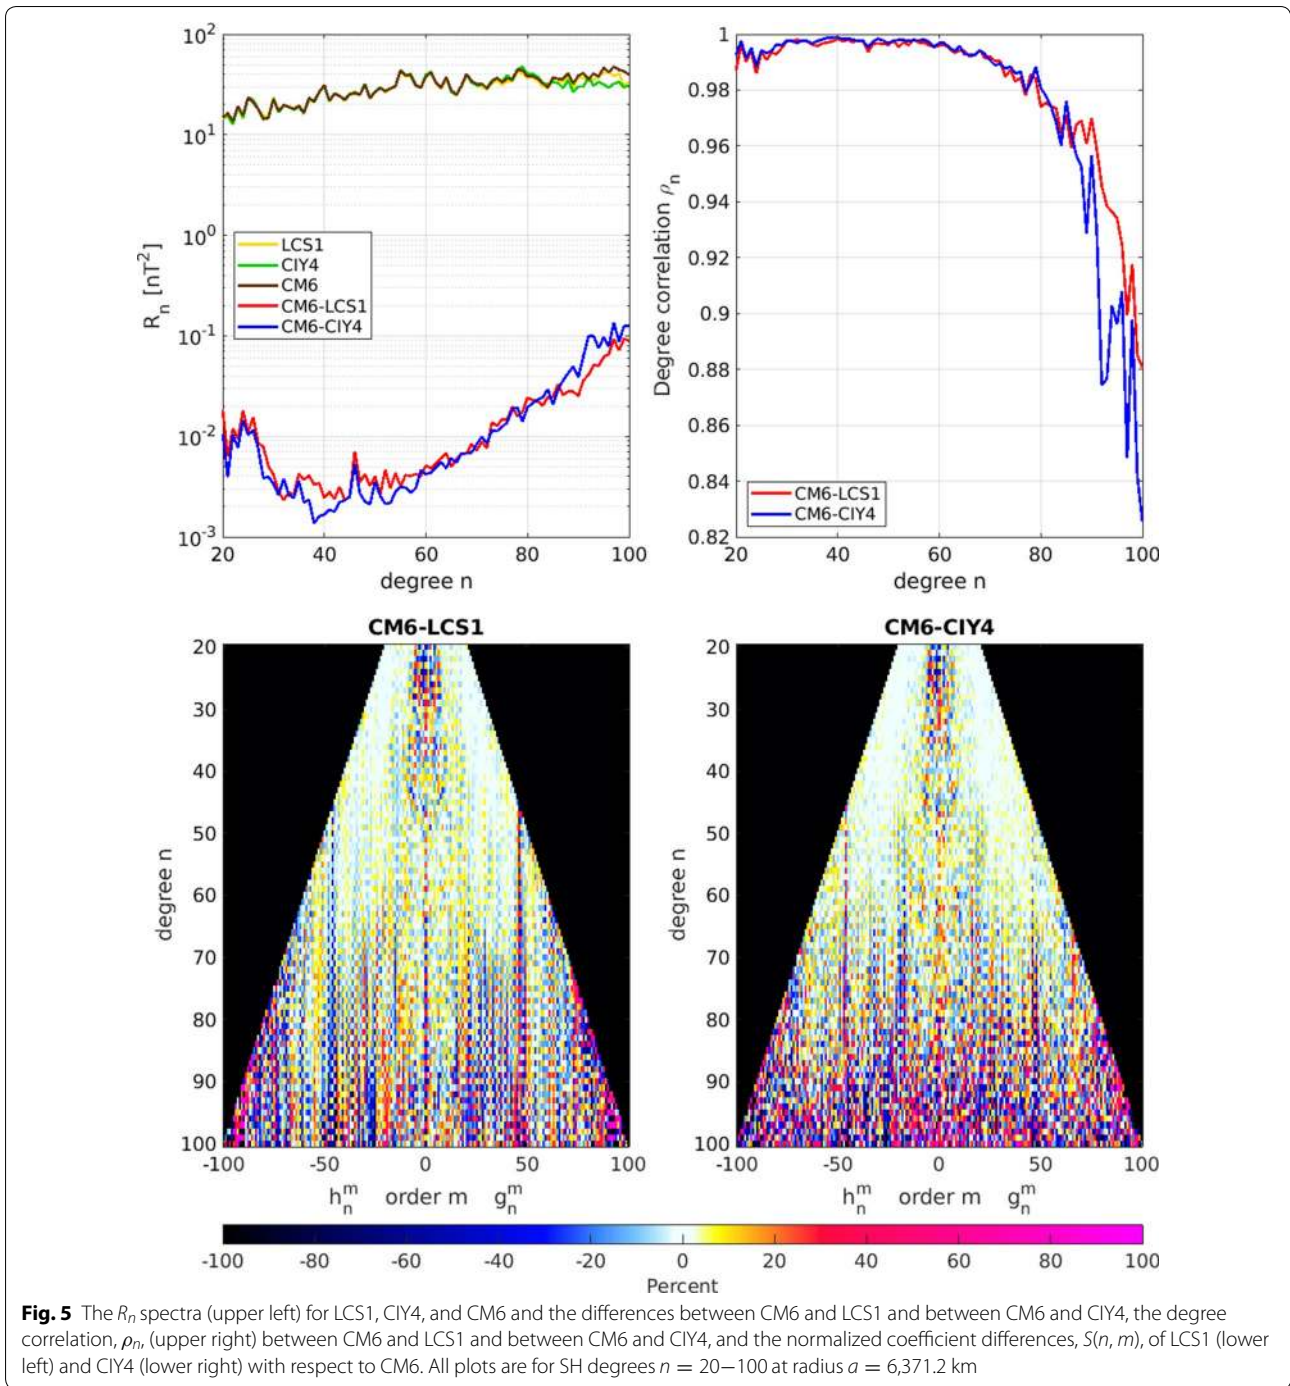 10^2
10^1
10^0
10^-1
10^-2
10^-3
R_n [nT^2]
LCS1
CIY4
CM6
CM6-LCS1
CM6-CIY4
20 40 60 80 100
degree n
1
0.98
0.96
0.94
0.92
0.9
0.88
0.86
0.84
0.82
Degree correlation ρ_n
CM6-LCS1
CM6-CIY4
20 40 60 80 100
degree n
CM6-LCS1
20
30
40
50
60
70
80
90
100
degree n
-100 -50 0 50 100
h_n^m order m g_n^m
CM6-CIY4
20
30
40
50
60
70
80
90
100
degree n
-100 -50 0 50 100
h_n^m order m g_n^m
-100 -80 -60 -40 -20 0 20 40 60 80 100
Percent
Fig. 5 The R_n spectra (upper left) for LCS1, CIY4, and CM6 and the differences between CM6 and LCS1 and between CM6 and CIY4, the degree
correlation, ρ_n, (upper right) between CM6 and LCS1 and between CM6 and CIY4, and the normalized coefficient differences, S(n, m), of LCS1 (lower
left) and CIY4 (lower right) with respect to CM6. All plots are for SH degrees n = 20−100 at radius a = 6,371.2 km